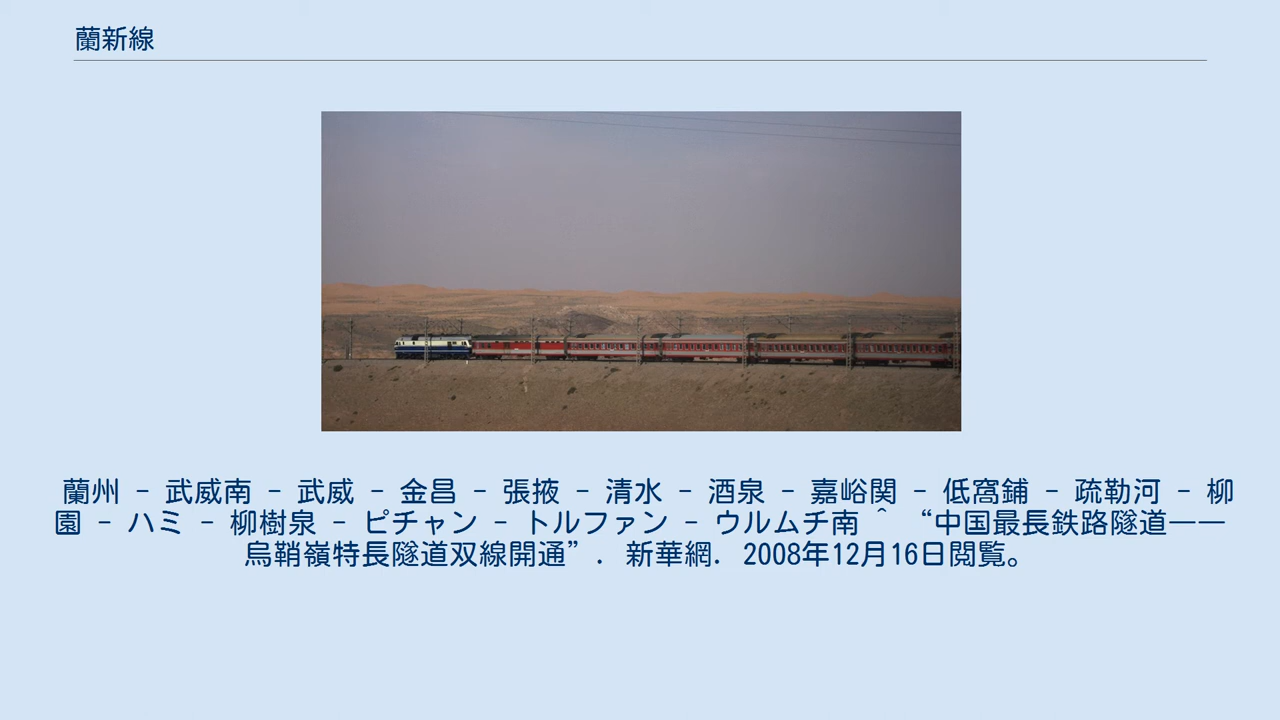 蘭新線
蘭州 - 武威南 - 武威 - 金昌 - 張掖 - 清水 - 酒泉 - 嘉峪関 - 低窩鋪 - 疏勒河 - 柳
園 - ハミ - 柳樹泉 - ピチャン - トルファン - ウルムチ南 ^ “中国最長鉄路隧道——
烏鞘嶺特長隧道双線開通”. 新華網. 2008年12月16日閲覧。